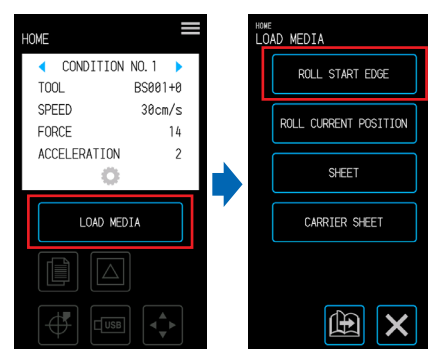 HOME
CONDITION NO.1
TOOL BS001+0
SPEED 30cm/s
FORCE 14
ACCELERATION 2
LOAD MEDIA
USB
HOME
LOAD MEDIA
ROLL START EDGE
ROLL CURRENT POSITION
SHEET
CARRIER SHEET